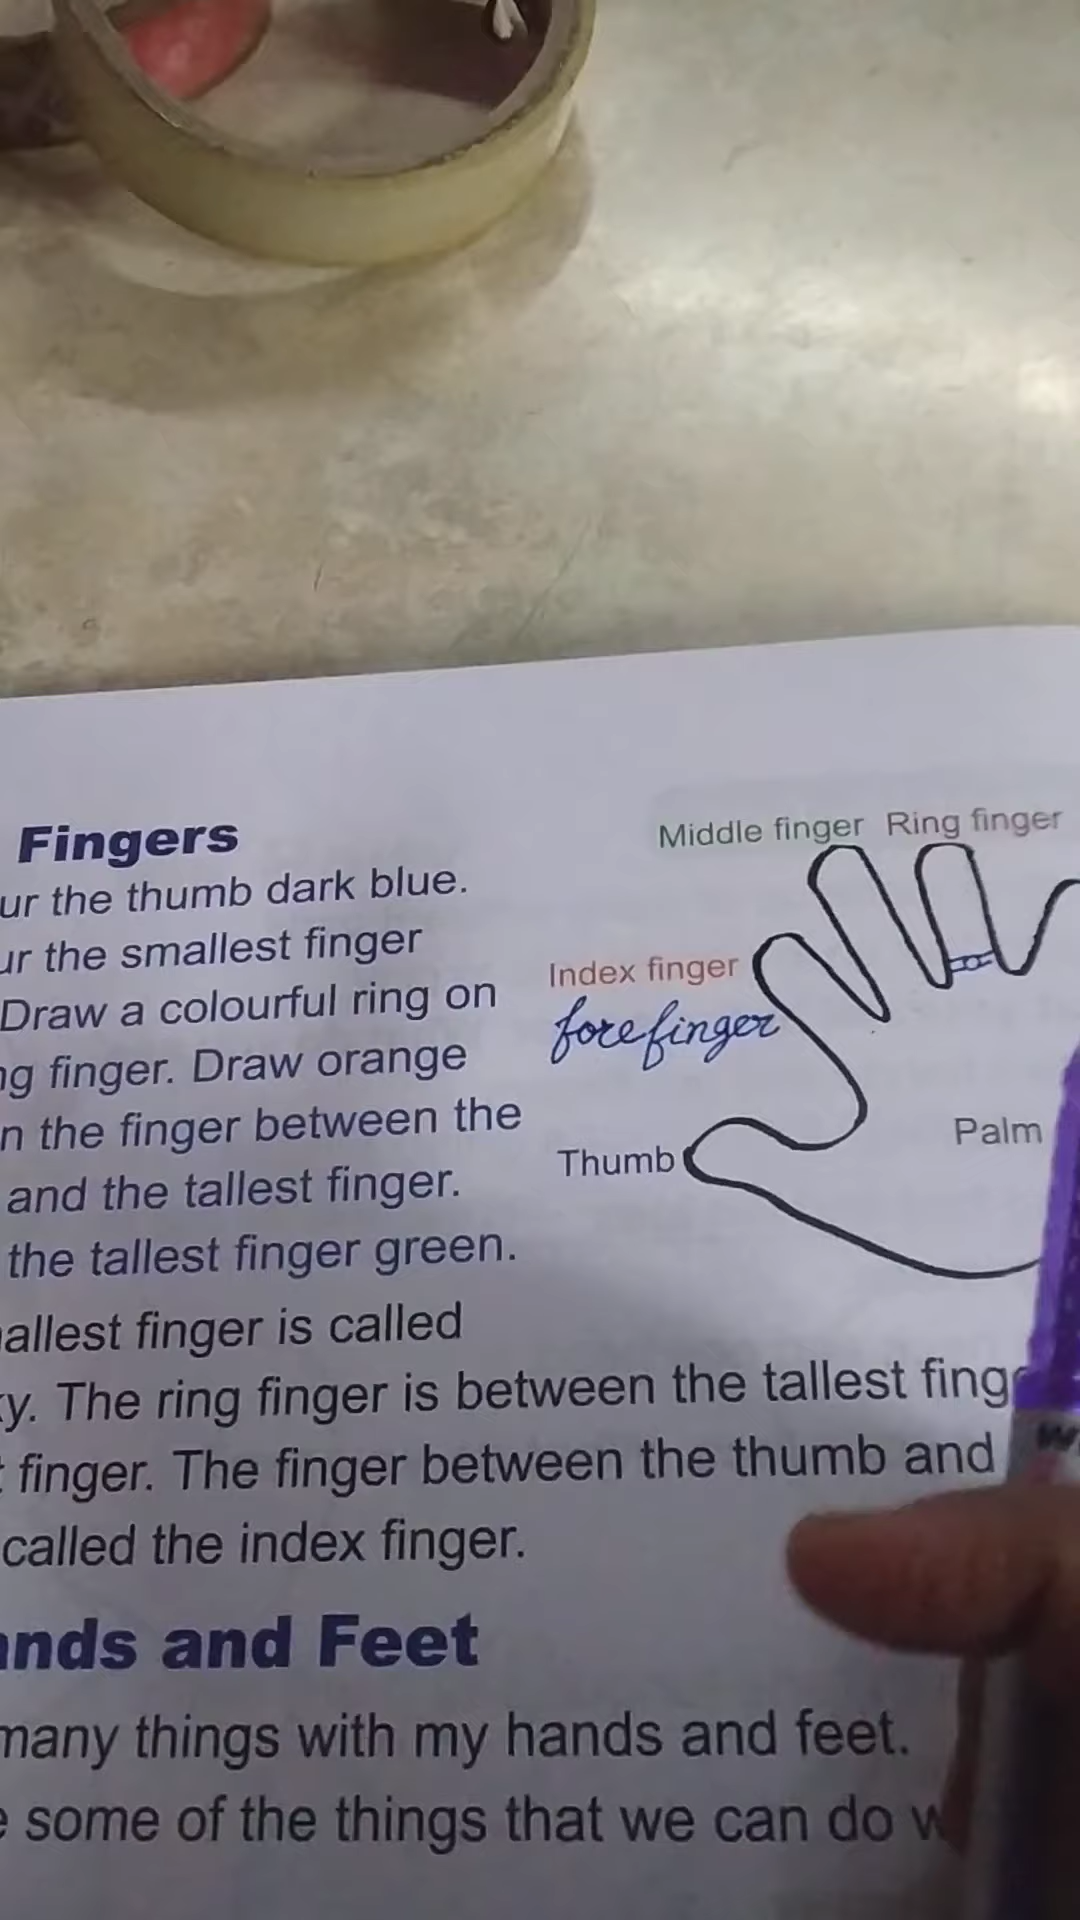 Fingers
ur the thumb dark blue.
ur the smallest finger
Draw a colourful ring on
ng finger. Draw orange
n the finger between the
and the tallest finger.
the tallest finger green.
allest finger is called
y. The ring finger is between the tallest fing
finger. The finger between the thumb and
called the index finger.
Middle finger Ring finger
Index finger
forefinger
Thumb
Palm
nds and Feet
many things with my hands and feet.
some of the things that we can do w